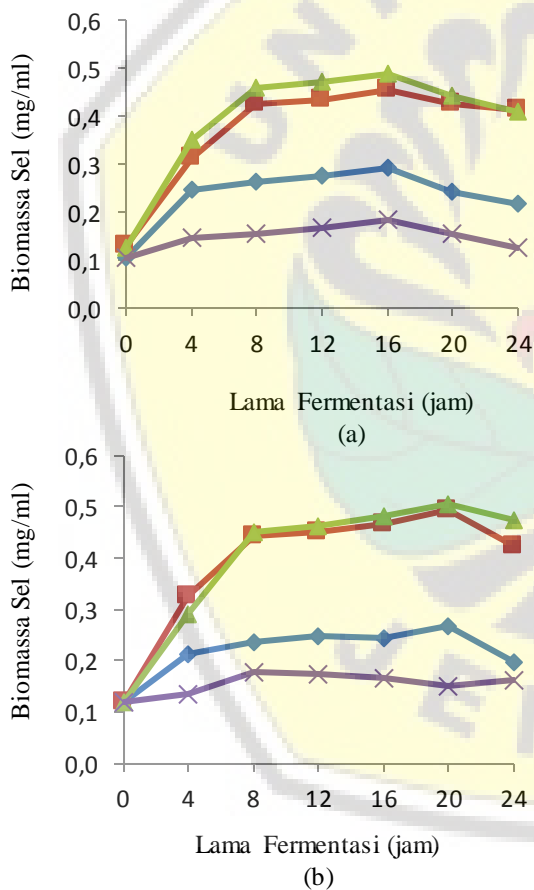 0,6
0,5
0,4
0,3
0,2
0,1
0,0
Biomassa Sel (mg/ml)
0 4 8 12 16 20 24
Lama Fermentasi (jam)
(a)
0,6
0,5
0,4
0,3
0,2
0,1
0,0
Biomassa Sel (mg/ml)
0 4 8 12 16 20 24
Lama Fermentasi (jam)
(b)